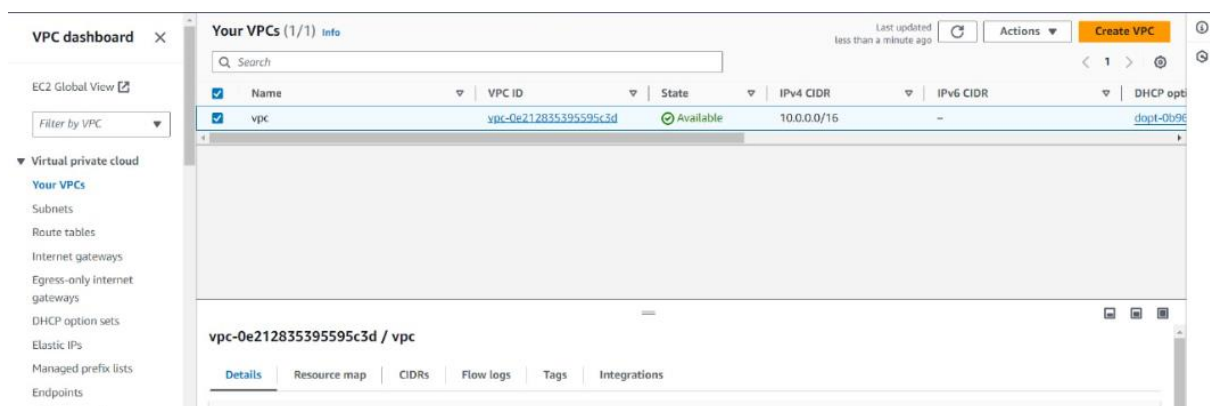 VPC dashboard
EC2 Global View
Filter by VPC
Virtual private cloud
Your VPCs
Subnets
Route tables
Internet gateways
Egress-only internet
gateways
DHCP option sets
Elastic IPs
Managed prefix lists
Endpoints
Your VPCs (1/1) Info
Last updated
less than a minute ago
Actions
Create VPC
Search
1
Name VPC ID State IPv4 CIDR IPv6 CIDR DHCP opti
vpc vpc-0e212835395595c3d Available 10.0.0.0/16 – dopt-0b96
vpc-0e212835395595c3d / vpc
Details Resource map CIDRs Flow logs Tags Integrations